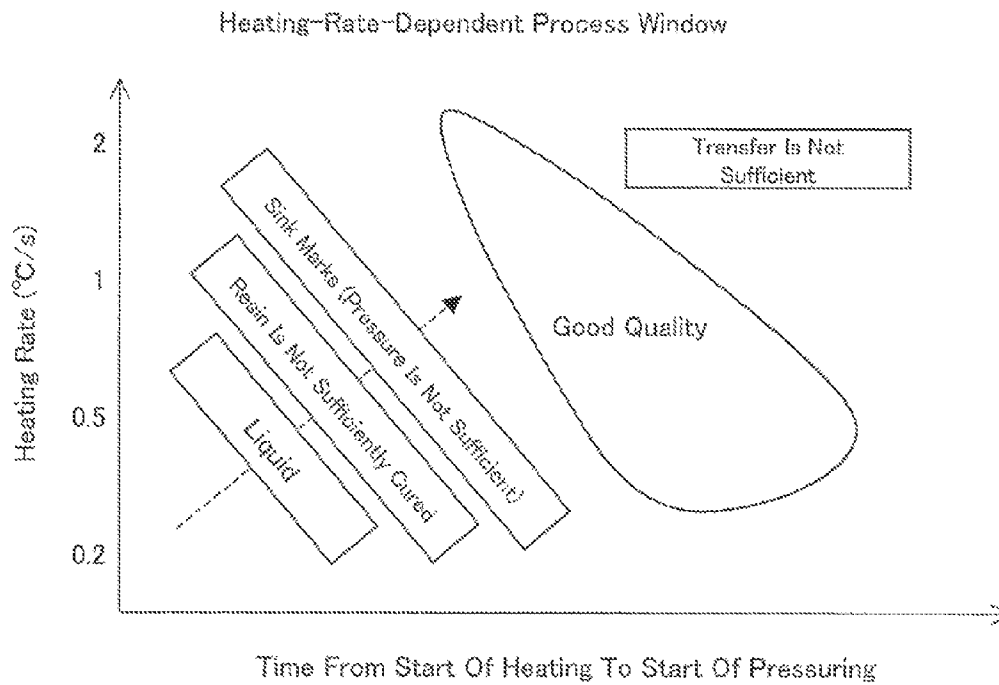 Heating-Rate-Dependent Process Window
Heating Rate (℃/s)
2
1
0.5
0.2
Transfer Is Not
Sufficient
Sink Marks (Pressure Is Not Sufficient)
Resin Is Not Sufficiently Cured
Liquid
Good Quality
Time From Start Of Heating To Start Of Pressuring